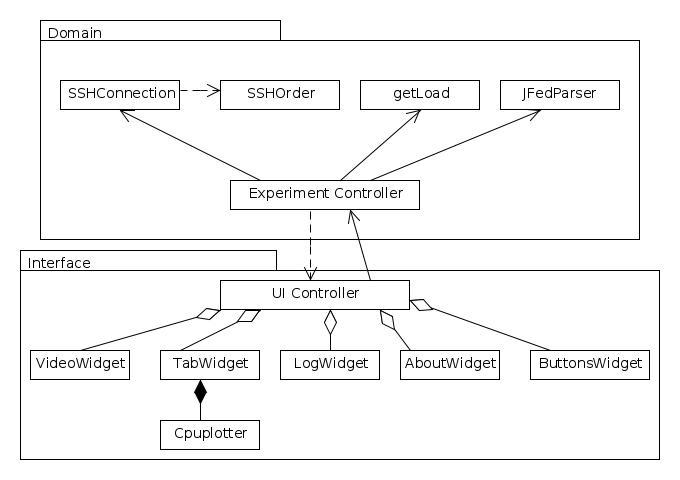 Domain
SSHConnection
SSHOrder
getLoad
JFedParser
Experiment Controller
Interface
UI Controller
VideoWidget
TabWidget
LogWidget
AboutWidget
ButtonsWidget
Cpuplotter